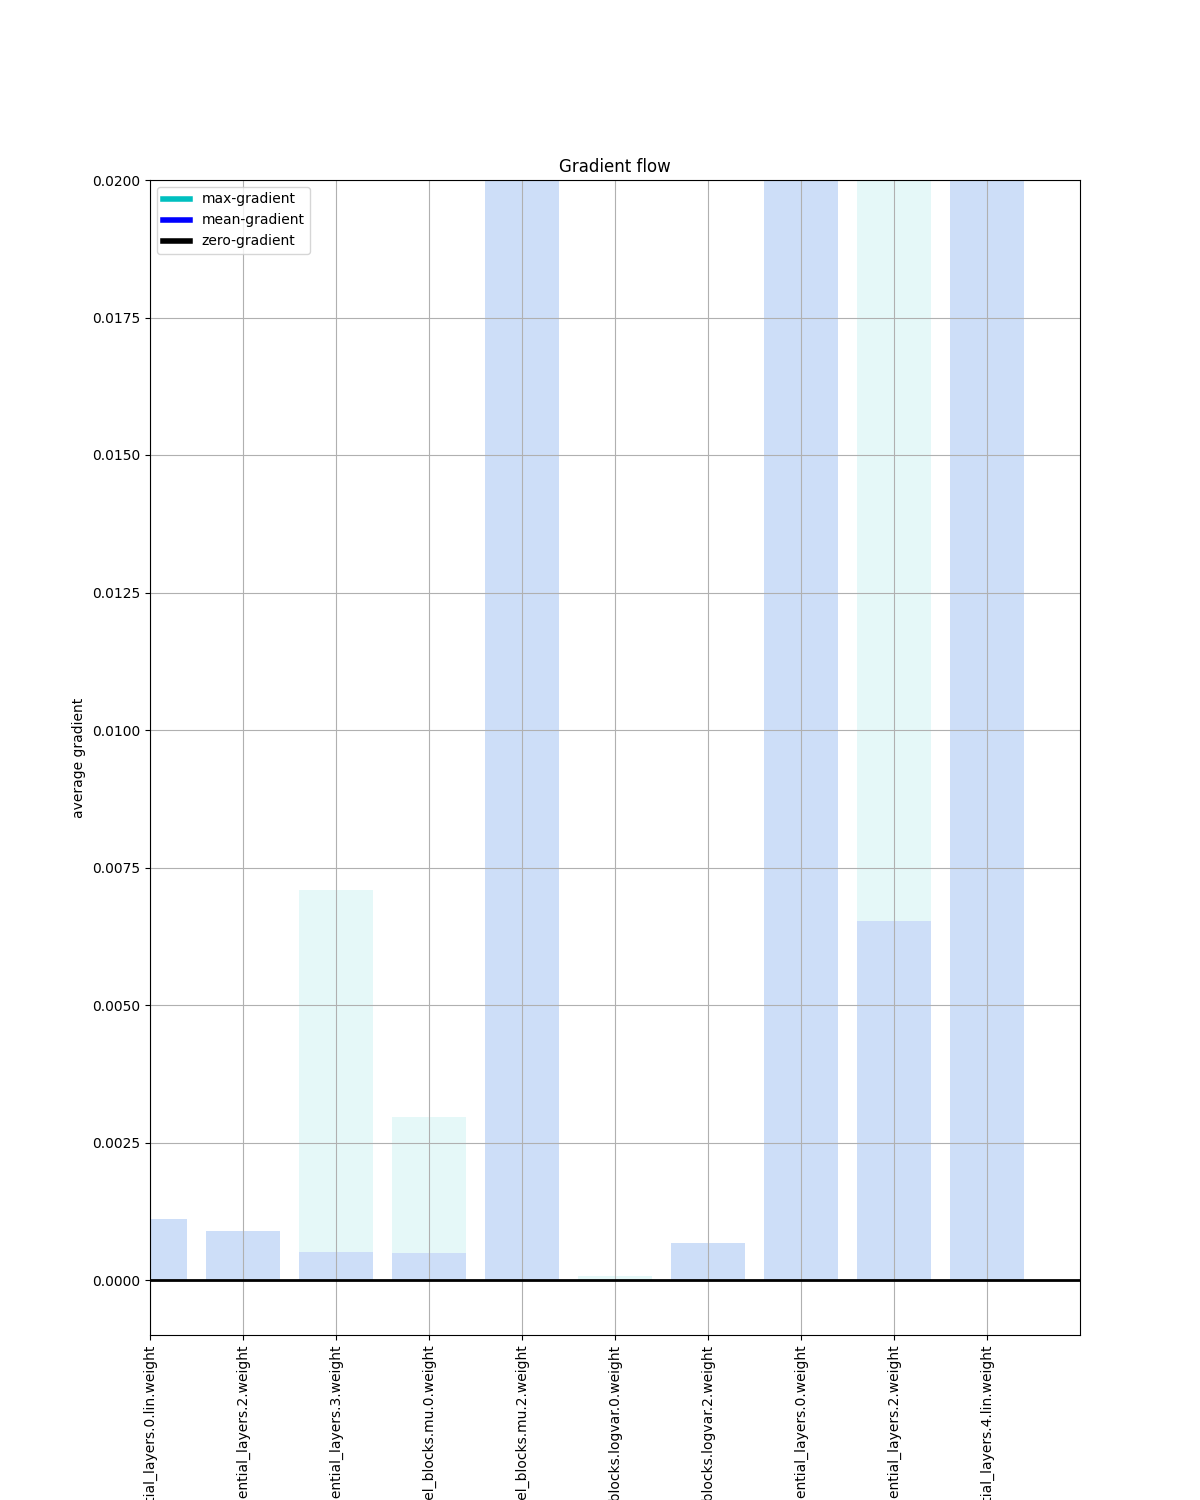 Gradient flow
max-gradient
mean-gradient
zero-gradient
0.0200
0.0175
0.0150
0.0125
0.0100
0.0075
0.0050
0.0025
0.0000
average gradient
tial_layers.0.lin.weight
ential_layers.2.weight
ential_layers.3.weight
el_blocks.mu.0.weight
el_blocks.mu.2.weight
blocks.logvar.0.weight
blocks.logvar.2.weight
ential_layers.0.weight
ential_layers.2.weight
tial_layers.4.lin.weight